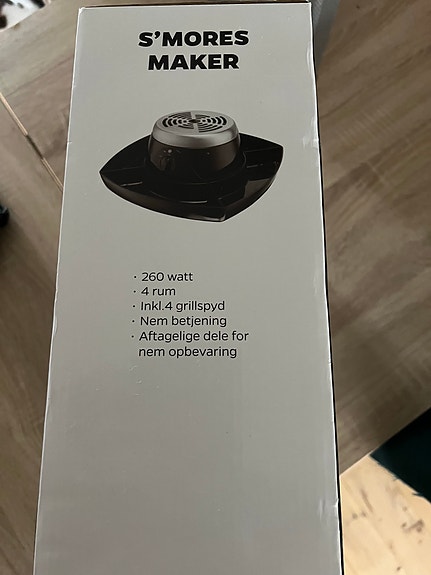 S'MORES
MAKER
· 260 watt
· 4 rum
· Inkl.4 grillspyd
· Nem betjening
· Aftagelige dele for
nem opbevaring